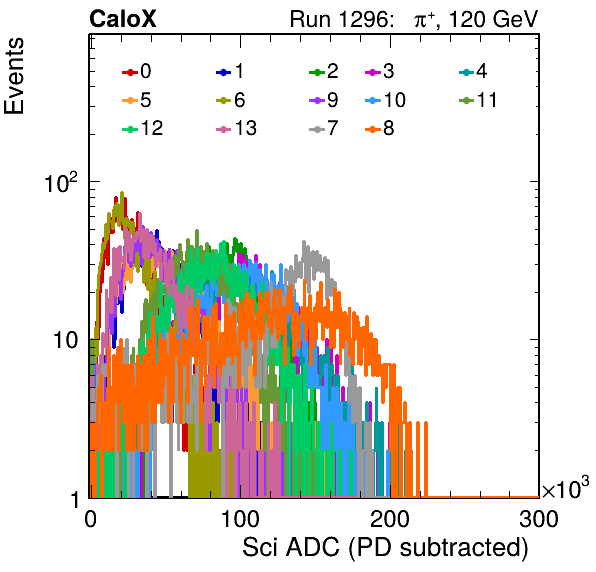 CaloX Run 1296: π⁺, 120 GeV
Events
0 1 2 3 4
5 6 9 10 11
12 13 7 8
10²
10
1
0 100 200 300
×10³
Sci ADC (PD subtracted)